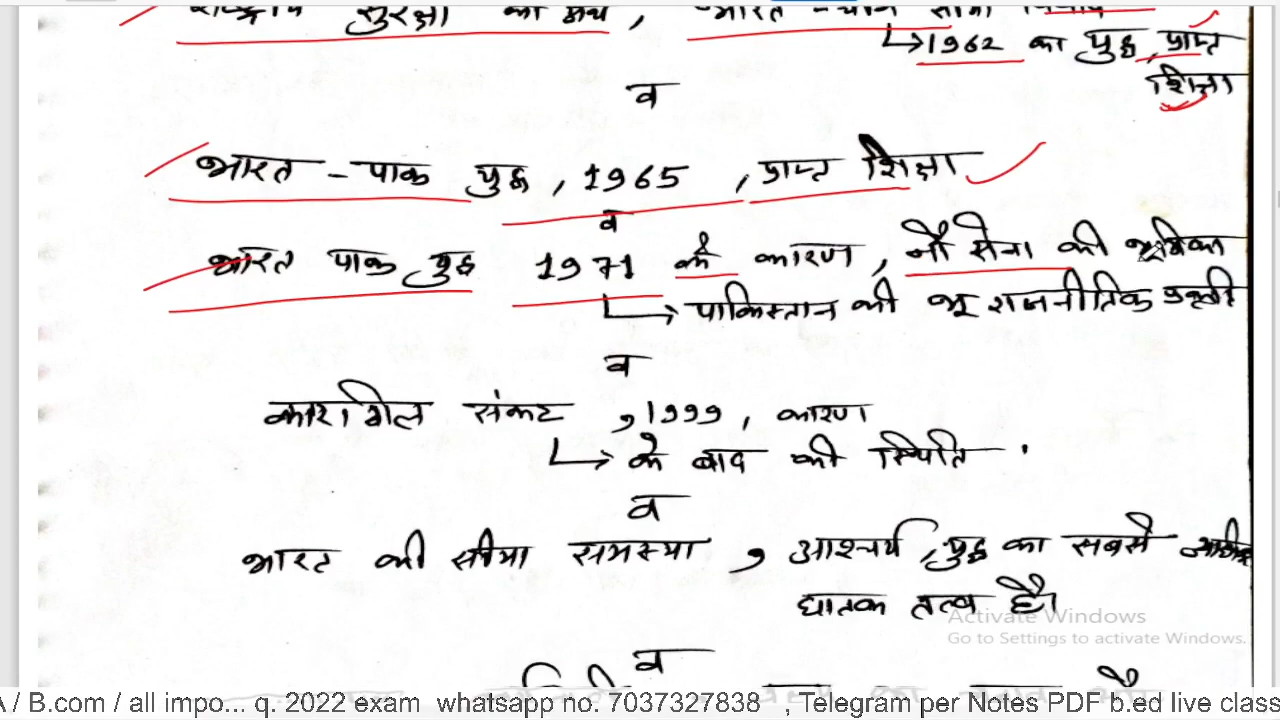 राष्ट्रीय सुरक्षा का अर्थ, भारत - चीन सीमा विवाद
↳ 1962 का युद्ध, प्राप्त
शिक्षा
व
भारत - पाक युद्ध, 1965, प्राप्त शिक्षा
व
भारत पाक युद्ध 1971 के कारण, नौ सेना की भूमिका
↳ पाकिस्तान की भू राजनीतिक
व
कारगिल संकट, 1999, कारण
↳ के बाद की स्थिति .
व
भारत की सीमा समस्या, आश्चर्य, युद्ध का सबसे अधिक
घातक तत्व है।
Activate Windows
Go to Settings to activate Windows.
व
A / B.com / all impo... q. 2022 exam whatsapp no. 7037327838 , Telegram per Notes PDF b.ed live class